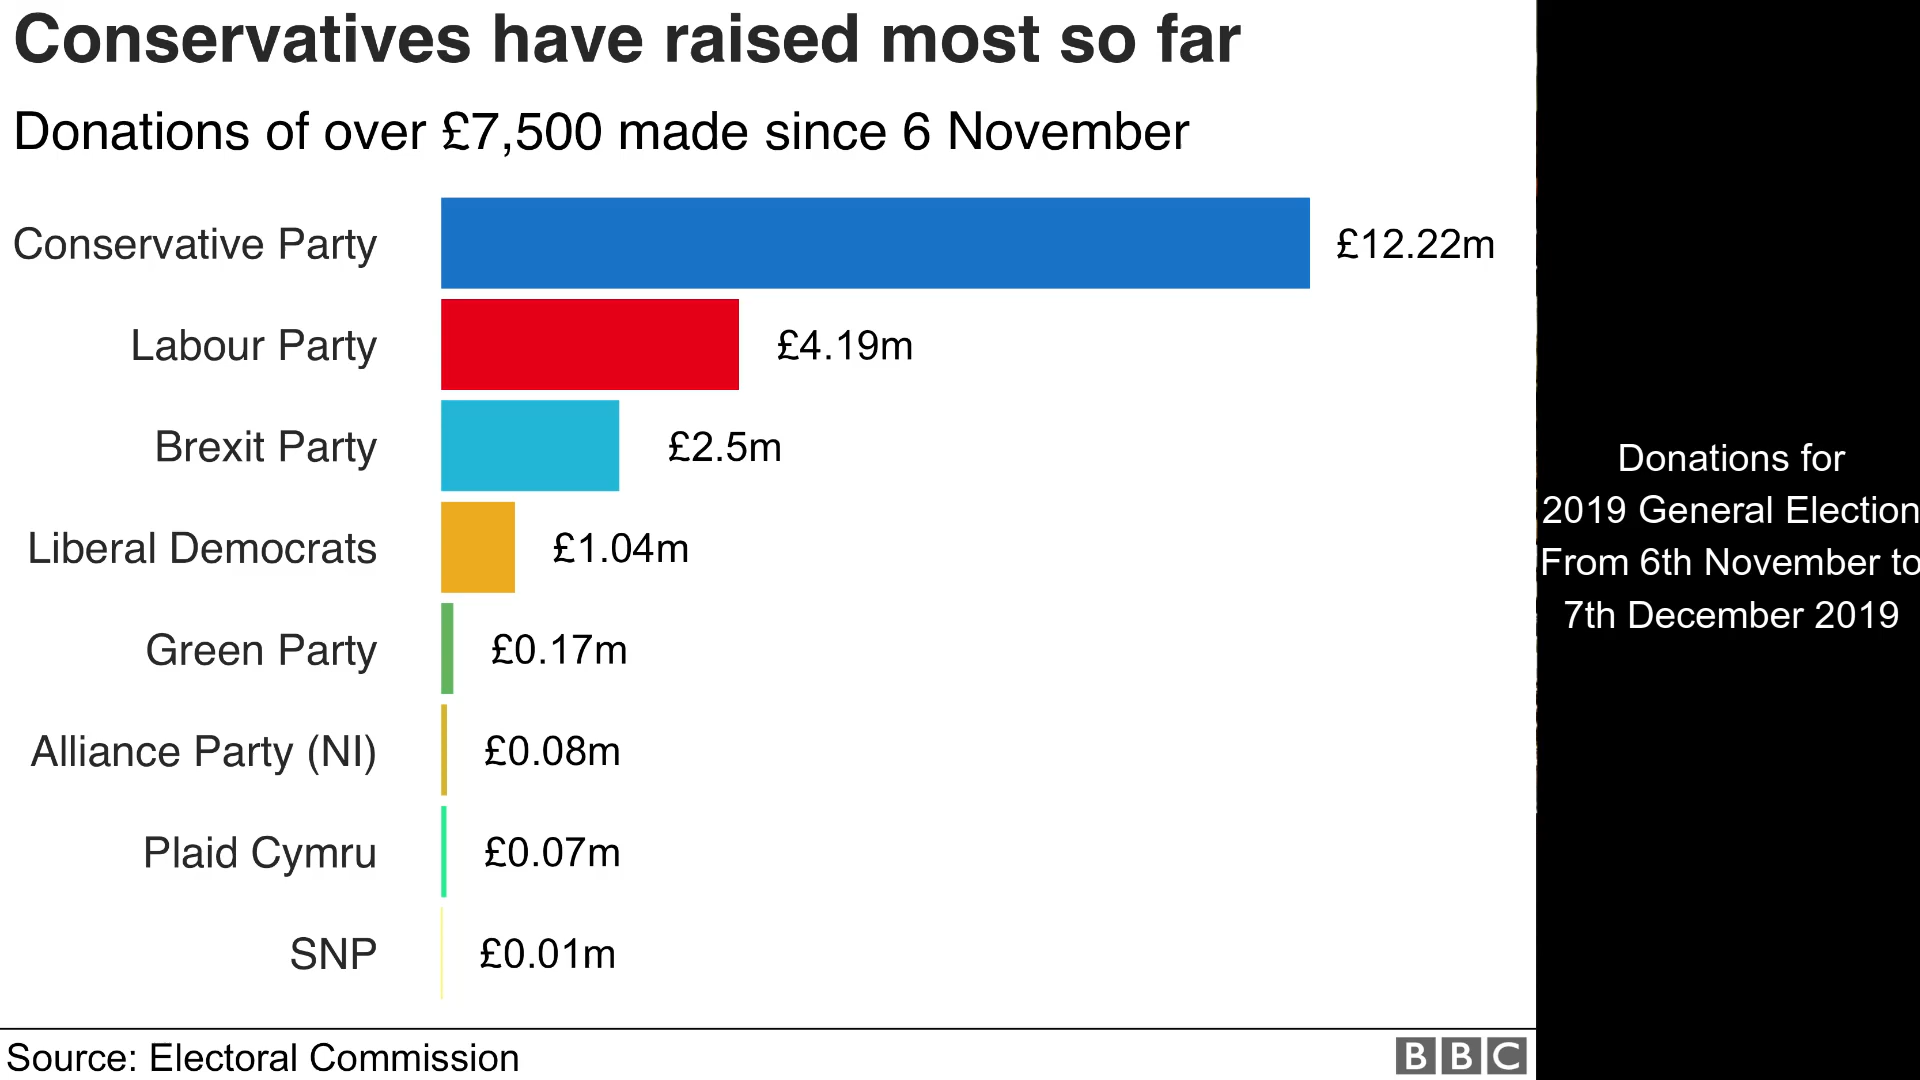 Conservatives have raised most so far
Donations of over £7,500 made since 6 November
Conservative Party £12.22m
Labour Party £4.19m
Brexit Party £2.5m
Liberal Democrats £1.04m
Green Party £0.17m
Alliance Party (NI) £0.08m
Plaid Cymru £0.07m
SNP £0.01m
Source: Electoral Commission
BBC
Donations for
2019 General Election
From 6th November to
7th December 2019